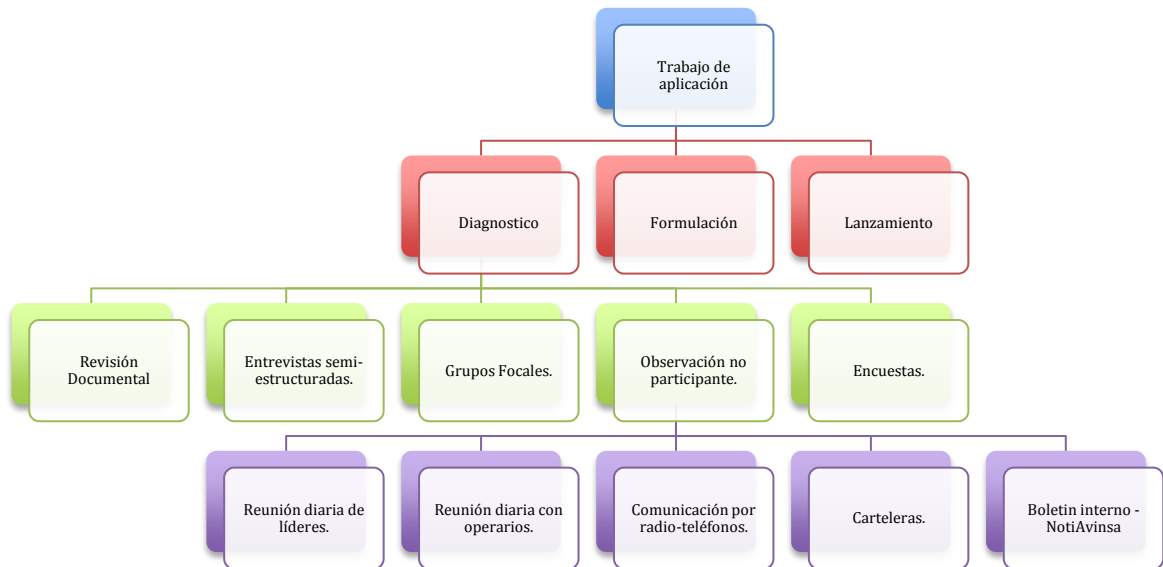 Trabajo de
aplicación
Diagnostico
Formulación
Lanzamiento
Revisión
Documental
Entrevistas semi-
estructuradas.
Grupos Focales.
Observación no
participante.
Encuestas.
Reunión diaria de
líderes.
Reunión diaria con
operarios.
Comunicación por
radio-teléfonos.
Carteleras.
Boletin interno -
NotiAvinsa